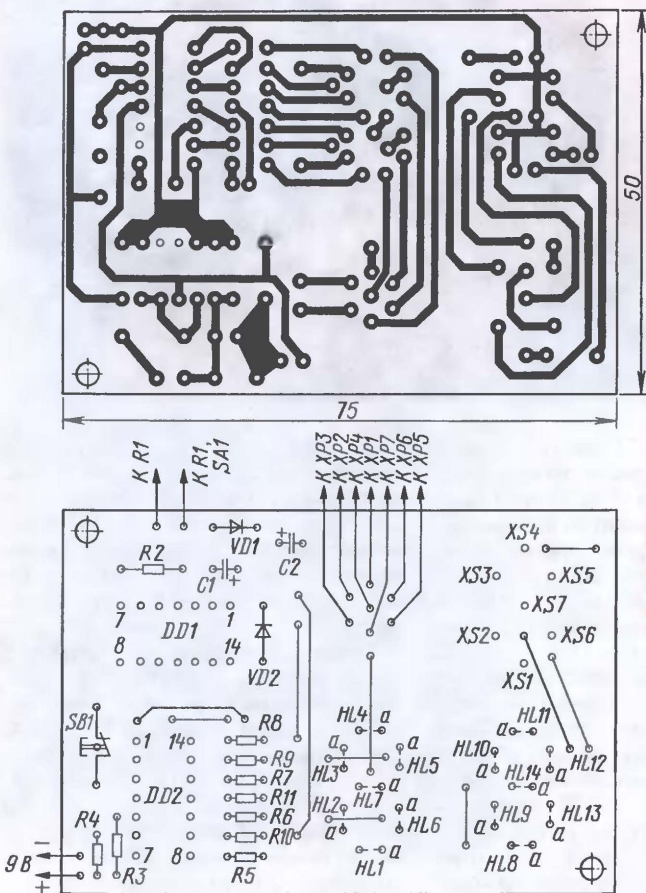 50
75
K R1
K R1, SA1
K XP3
K XP2
K XP4
K XP1
K XP7
K XP6
K XP5
VD1
C2
R2
C1
+
+
XS4
XS3
XS5
XS7
XS2
XS6
XS1
7
1
DD1
8
14
VD2
SB1
R8
1
14
R9
R7
DD2
R11
R6
R10
7
8
R5
R4
R3
9В
-
+
HL4
a
a
a
HL3
HL5
HL7
a
HL2
a
a
HL6
HL1
a
HL11
a
HL10
a
a
HL12
HL14
a
a
HL9
HL13
a
HL8
a